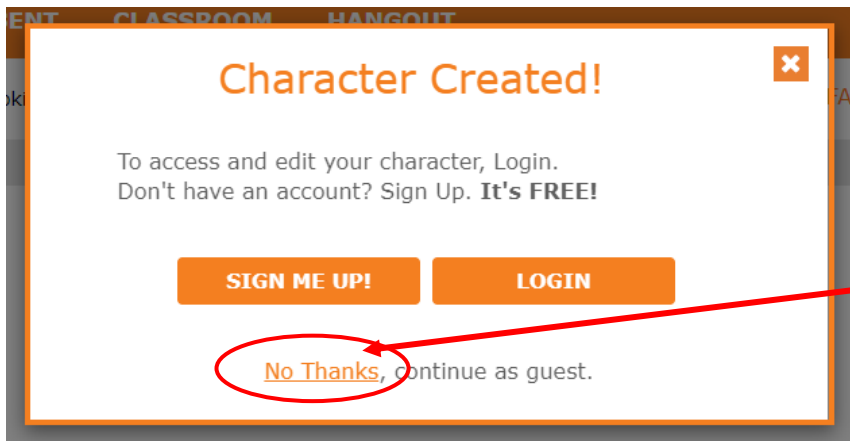 CLASSROOM HANGOUT
Character Created!
To access and edit your character, Login.
Don't have an account? Sign Up. It's FREE!
SIGN ME UP! LOGIN
No Thanks, continue as guest.